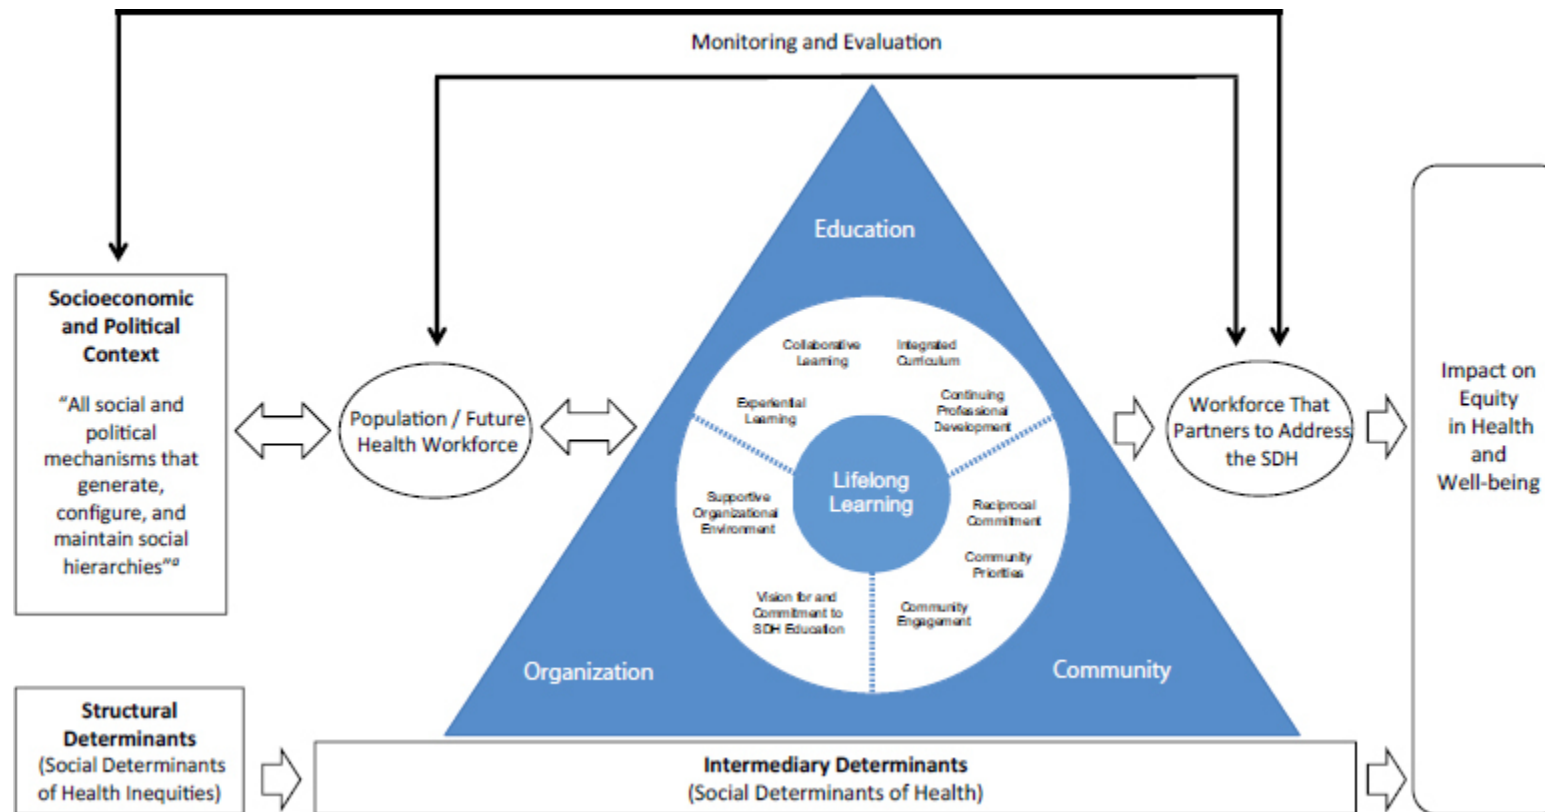 Monitoring and Evaluation
Education
Socioeconomic
and Political
Context
“All social and
political
mechanisms that
generate,
configure, and
maintain social
hierarchies”a
Population / Future
Health Workforce
Collaborative
Learning
Integrated
Curriculum
Experiential
Learning
Continuing
Professional
Development
Lifelong
Learning
Supportive
Organizational
Environment
Reciprocal
Commitment
Community
Priorities
Vision for and
Commitment to
SDH Education
Community
Engagement
Organization
Community
Workforce That
Partners to Address
the SDH
Impact on
Equity
in Health
and
Well-being
Structural
Determinants
(Social Determinants
of Health Inequities)
Intermediary Determinants
(Social Determinants of Health)